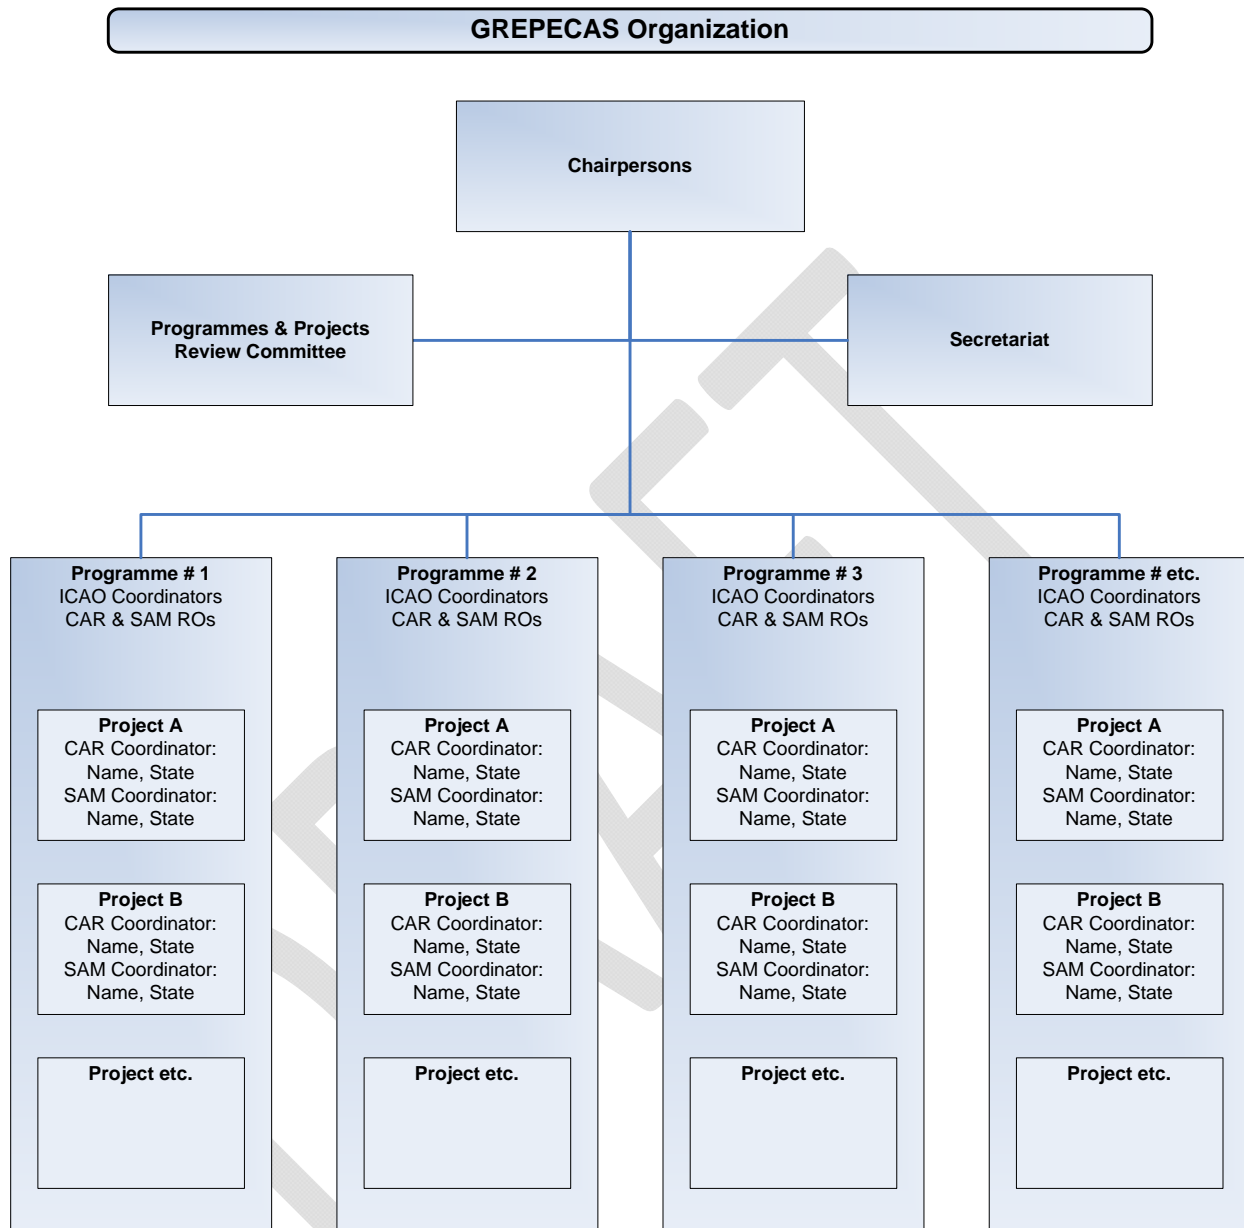 GREPECAS Organization
Chairpersons
Programmes & Projects
Review Committee
Secretariat
Programme # 1
ICAO Coordinators
CAR & SAM ROs
Project A
CAR Coordinator:
Name, State
SAM Coordinator:
Name, State
Project B
CAR Coordinator:
Name, State
SAM Coordinator:
Name, State
Project etc.
Programme # 2
ICAO Coordinators
CAR & SAM ROs
Project A
CAR Coordinator:
Name, State
SAM Coordinator:
Name, State
Project B
CAR Coordinator:
Name, State
SAM Coordinator:
Name, State
Project etc.
Programme # 3
ICAO Coordinators
CAR & SAM ROs
Project A
CAR Coordinator:
Name, State
SAM Coordinator:
Name, State
Project B
CAR Coordinator:
Name, State
SAM Coordinator:
Name, State
Project etc.
Programme # etc.
ICAO Coordinators
CAR & SAM ROs
Project A
CAR Coordinator:
Name, State
SAM Coordinator:
Name, State
Project B
CAR Coordinator:
Name, State
SAM Coordinator:
Name, State
Project etc.
DRAFT